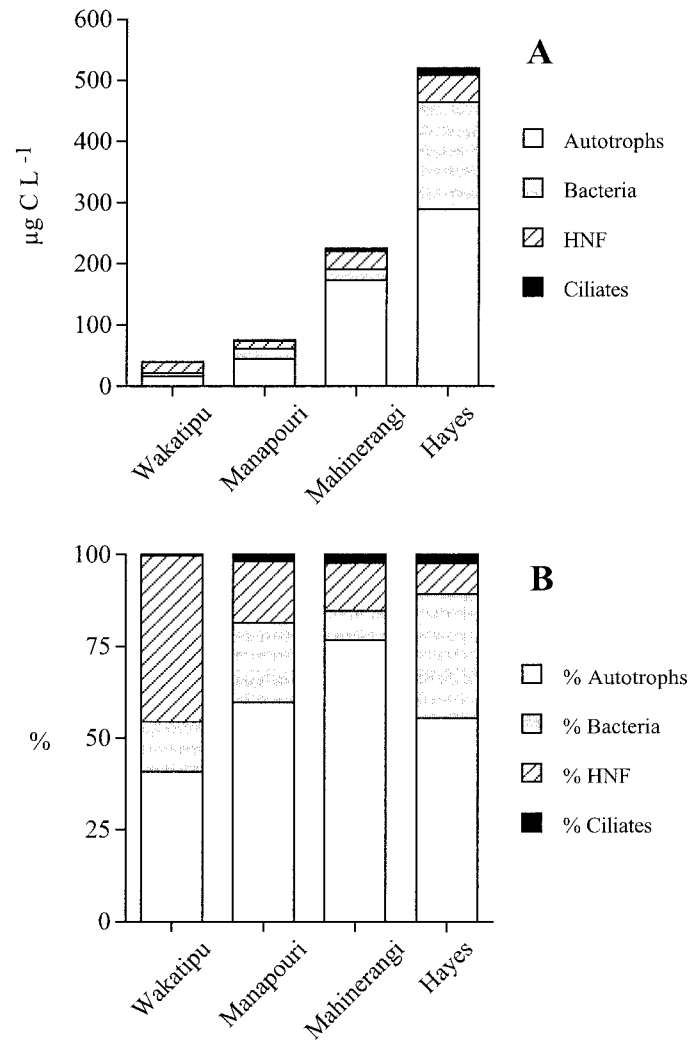 600
500
400
300
200
100
0
µg C L -1
A
Autotrophs
Bacteria
HNF
Ciliates
Wakatipu
Manapouri
Mahinerangi
Hayes
100
75
50
25
0
%
B
% Autotrophs
% Bacteria
% HNF
% Ciliates
Wakatipu
Manapouri
Mahinerangi
Hayes